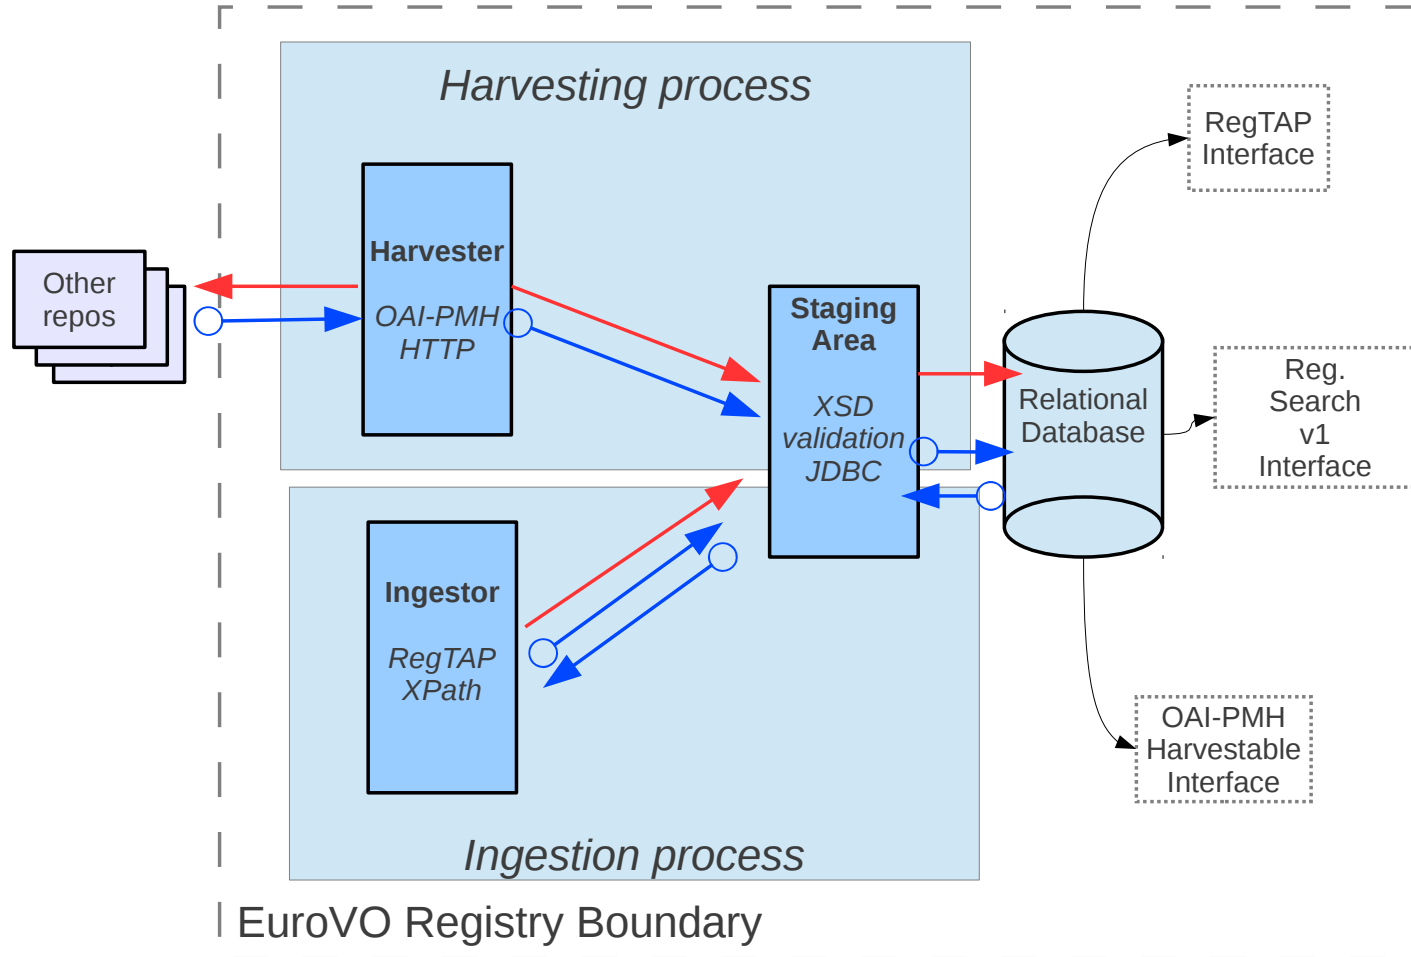 Harvesting process
RegTAP
Interface
Harvester
OAI-PMH
HTTP
Other
repos
Staging
Area
XSD
validation
JDBC
Relational
Database
Reg.
Search
v1
Interface
Ingestor
RegTAP
XPath
OAI-PMH
Harvestable
Interface
Ingestion process
EuroVO Registry Boundary